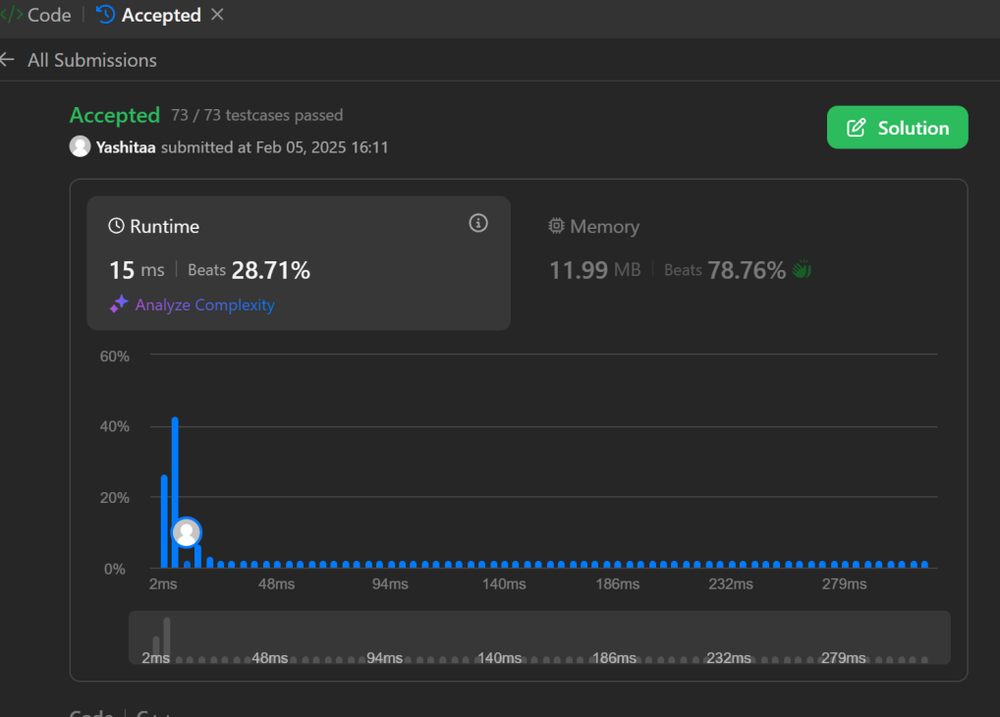 </> Code | Accepted ×
← All Submissions
Accepted 73 / 73 testcases passed
Solution
Yashitaa submitted at Feb 05, 2025 16:11
Runtime
15 ms | Beats 28.71%
Analyze Complexity
Memory
11.99 MB | Beats 78.76%
60%
40%
20%
0%
2ms 48ms 94ms 140ms 186ms 232ms 279ms
2ms 48ms 94ms 140ms 186ms 232ms 279ms
Code